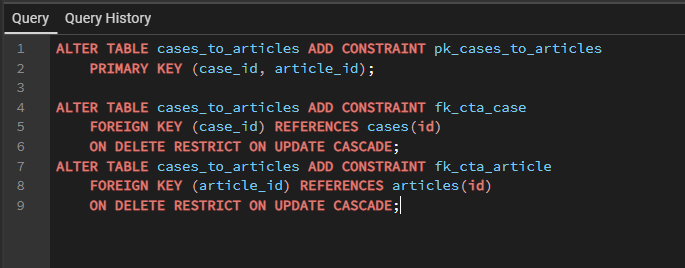 Query Query History
1 ALTER TABLE cases_to_articles ADD CONSTRAINT pk_cases_to_articles
2 PRIMARY KEY (case_id, article_id);
3
4 ALTER TABLE cases_to_articles ADD CONSTRAINT fk_cta_case
5 FOREIGN KEY (case_id) REFERENCES cases(id)
6 ON DELETE RESTRICT ON UPDATE CASCADE;
7 ALTER TABLE cases_to_articles ADD CONSTRAINT fk_cta_article
8 FOREIGN KEY (article_id) REFERENCES articles(id)
9 ON DELETE RESTRICT ON UPDATE CASCADE;